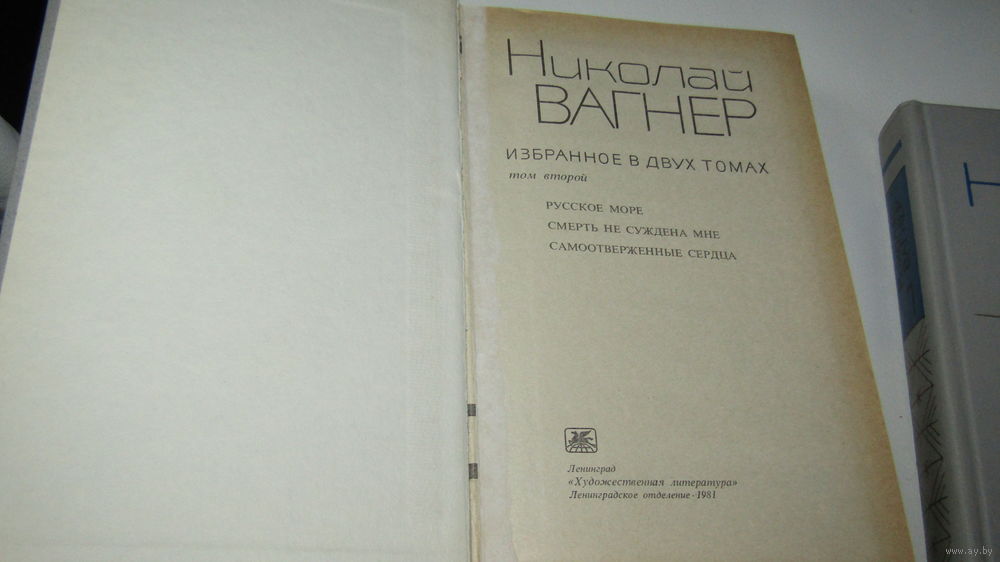 Николай
ВАГНЕР
ИЗБРАННОЕ В ДВУХ ТОМАХ
том второй
РУССКОЕ МОРЕ
СМЕРТЬ НЕ СУЖДЕНА МНЕ
САМООТВЕРЖЕННЫЕ СЕРДЦА
Ленинград
«Художественная литература»
Ленинградское отделение · 1981
www.ay.by